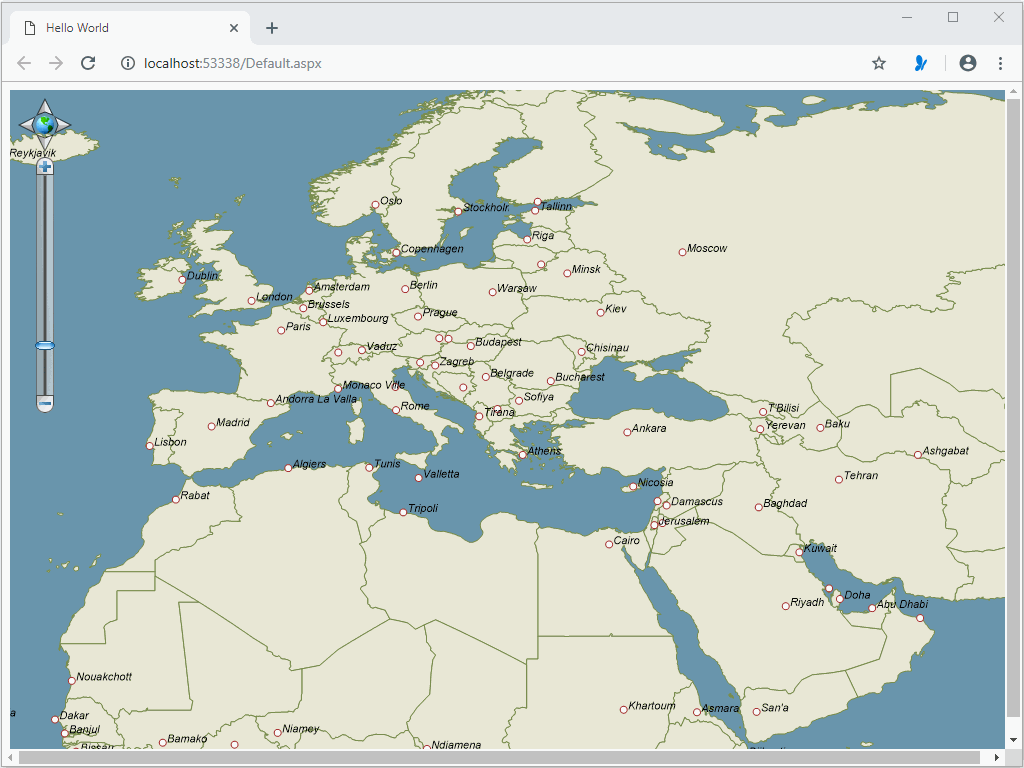 Hello World
localhost:53338/Default.aspx
Reykjavik
Oslo
Stockholr
Tallinn
Riga
Moscow
Copenhagen
Dublin
Minsk
Amsterdam
Berlin
Warsaw
London
Brussels
Prague
Kiev
Luxembourg
Paris
Vaduz
Budapest
Chisinau
Zagreb
Belgrade
Bucharest
Monaco Ville
Andorra La Valla
Sofiya
Rome
Tirana
T'Bilisi
Madrid
Ankara
Yerevan
Baku
Lisbon
Athens
Ashgabat
Algiers
Tunis
Valletta
Tehran
Nicosia
Rabat
Damascus
Baghdad
Tripoli
Jerusalem
Cairo
Kuwait
Doha
Riyadh
Abu Dhabi
Nouakchott
Khartoum
Asmara
San'a
a
Dakar
Banjul
Niamey
Bamako
Bissau
Ndjamena